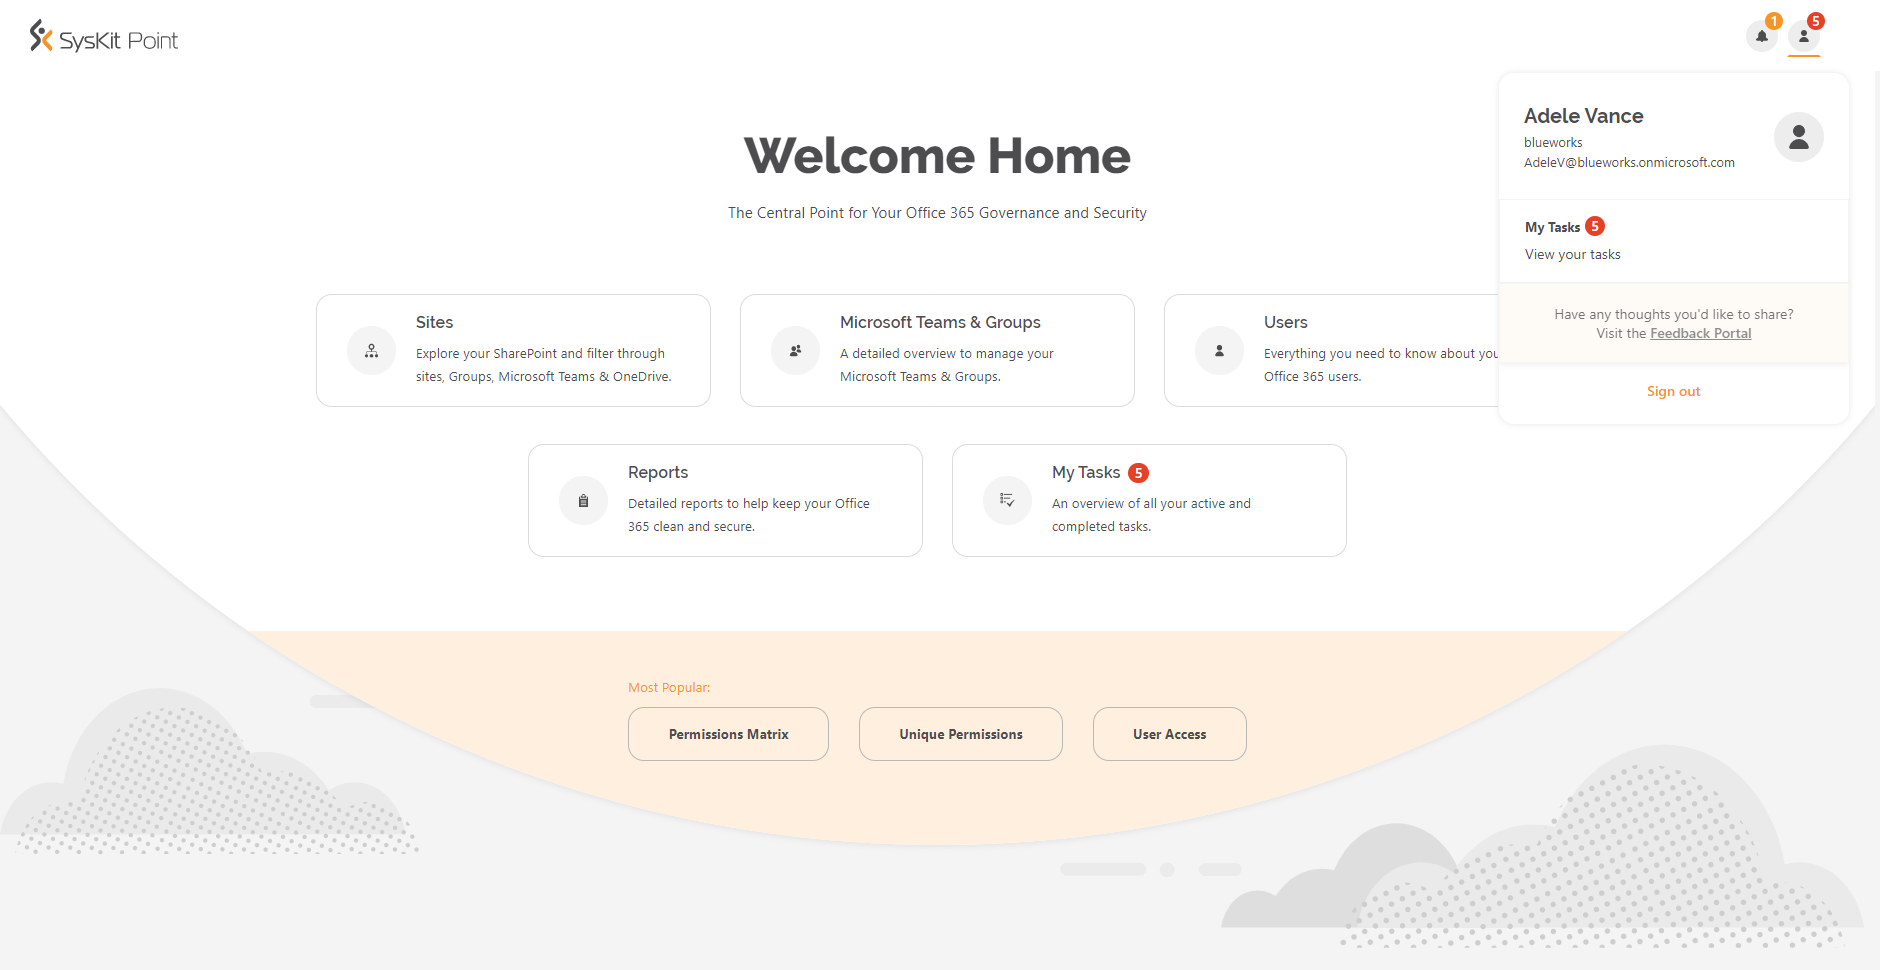 SysKit Point
1
5
Adele Vance
blueworks
AdeleV@blueworks.onmicrosoft.com
My Tasks 5
View your tasks
Have any thoughts you'd like to share?
Visit the Feedback Portal
Sign out
Welcome Home
The Central Point for Your Office 365 Governance and Security
Sites
Explore your SharePoint and filter through
sites, Groups, Microsoft Teams & OneDrive.
Microsoft Teams & Groups
A detailed overview to manage your
Microsoft Teams & Groups.
Users
Everything you need to know about you
Office 365 users.
Reports
Detailed reports to help keep your Office
365 clean and secure.
My Tasks 5
An overview of all your active and
completed tasks.
Most Popular:
Permissions Matrix
Unique Permissions
User Access